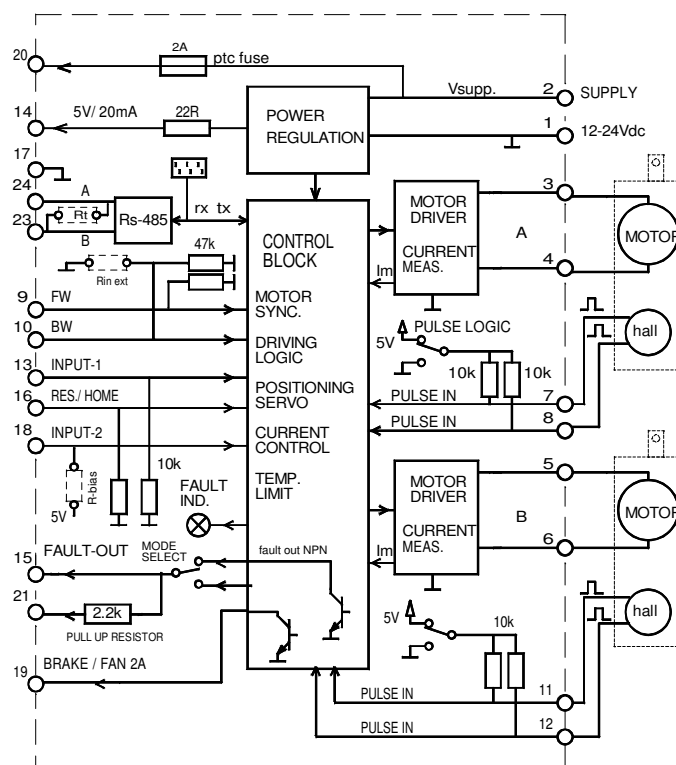 20
2A
ptc fuse
Vsupp.
2
SUPPLY
14
5V/ 20mA
22R
POWER
REGULATION
1
12-24Vdc
17
24
A
Rt
Rs-485
rx tx
23
B
CONTROL
BLOCK
47k
Rin ext
MOTOR
DRIVER
CURRENT
MEAS.
A
3
4
MOTOR
Im
9
FW
MOTOR
SYNC.
10
BW
DRIVING
LOGIC
5V
PULSE LOGIC
hall
13
INPUT-1
POSITIONING
SERVO
10k
10k
PULSE IN
7
16
RES./ HOME
PULSE IN
8
18
INPUT-2
CURRENT
CONTROL
R-bias
5V
10k
TEMP.
LIMIT
FAULT
IND.
MOTOR
DRIVER
CURRENT
MEAS.
B
5
6
MOTOR
Im
15
FAULT-OUT
MODE
SELECT
fault out NPN
21
2.2k
PULL UP RESISTOR
5V
10k
hall
19
BRAKE / FAN 2A
PULSE IN
11
PULSE IN
12